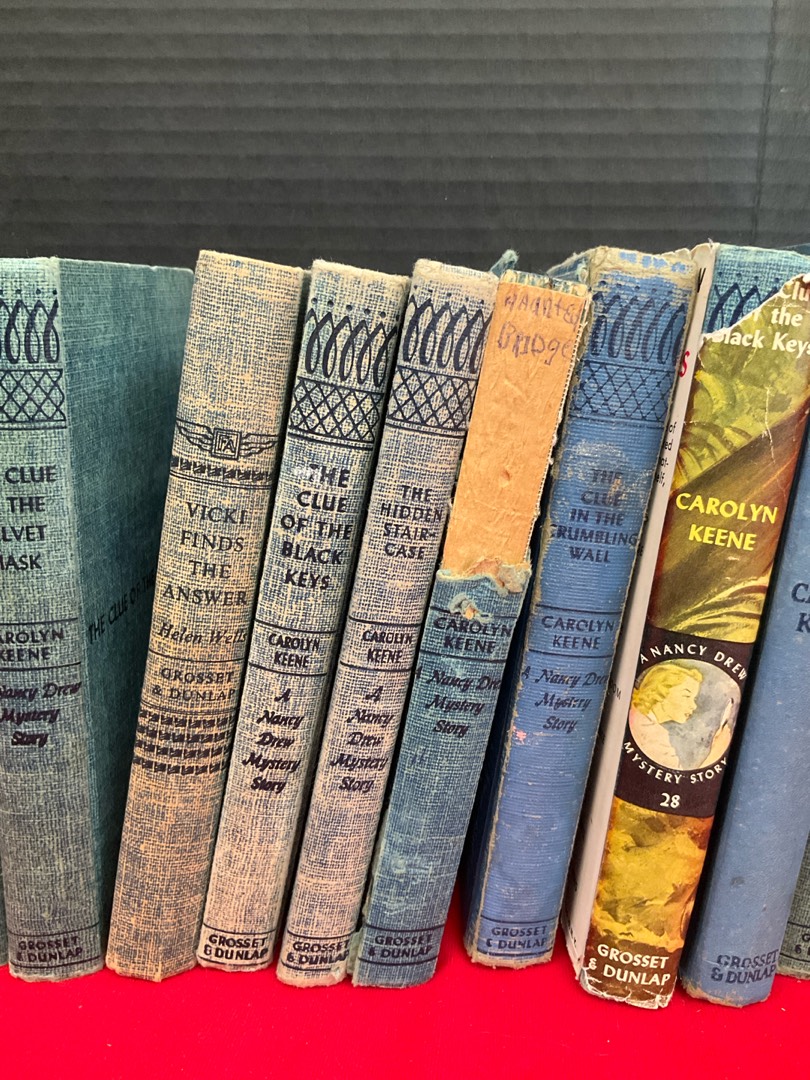 CLUE
THE
LVET
MASK
CAROLYN
KEENE
Nancy Drew
Mystery
Story
GROSSET
& DUNLAP
THE CLUE OF THE
VICKI
FINDS
THE
ANSWER
Helen Wells
GROSSET
& DUNLAP
THE
CLUE
OF THE
BLACK
KEYS
CAROLYN
KEENE
A
Nancy
Drew
Mystery
Story
GROSSET
& DUNLAP
THE
HIDDEN
STAIR-
CASE
CAROLYN
KEENE
A
Nancy
Drew
Mystery
Story
GROSSET
& DUNLAP
HAUNTED
BRIDGE
CAROLYN
KEENE
A Nancy Drew
Mystery
Story
GROSSET
& DUNLAP
THE
CLUE
IN THE
CRUMBLING
WALL
CAROLYN
KEENE
A Nancy Drew
Mystery
Story
GROSSET
& DUNLAP
Clue
the
Black Keys
CAROLYN
KEENE
A NANCY DREW
MYSTERY STORY
28
GROSSET
& DUNLAP
GROSSET
& DUNLAP